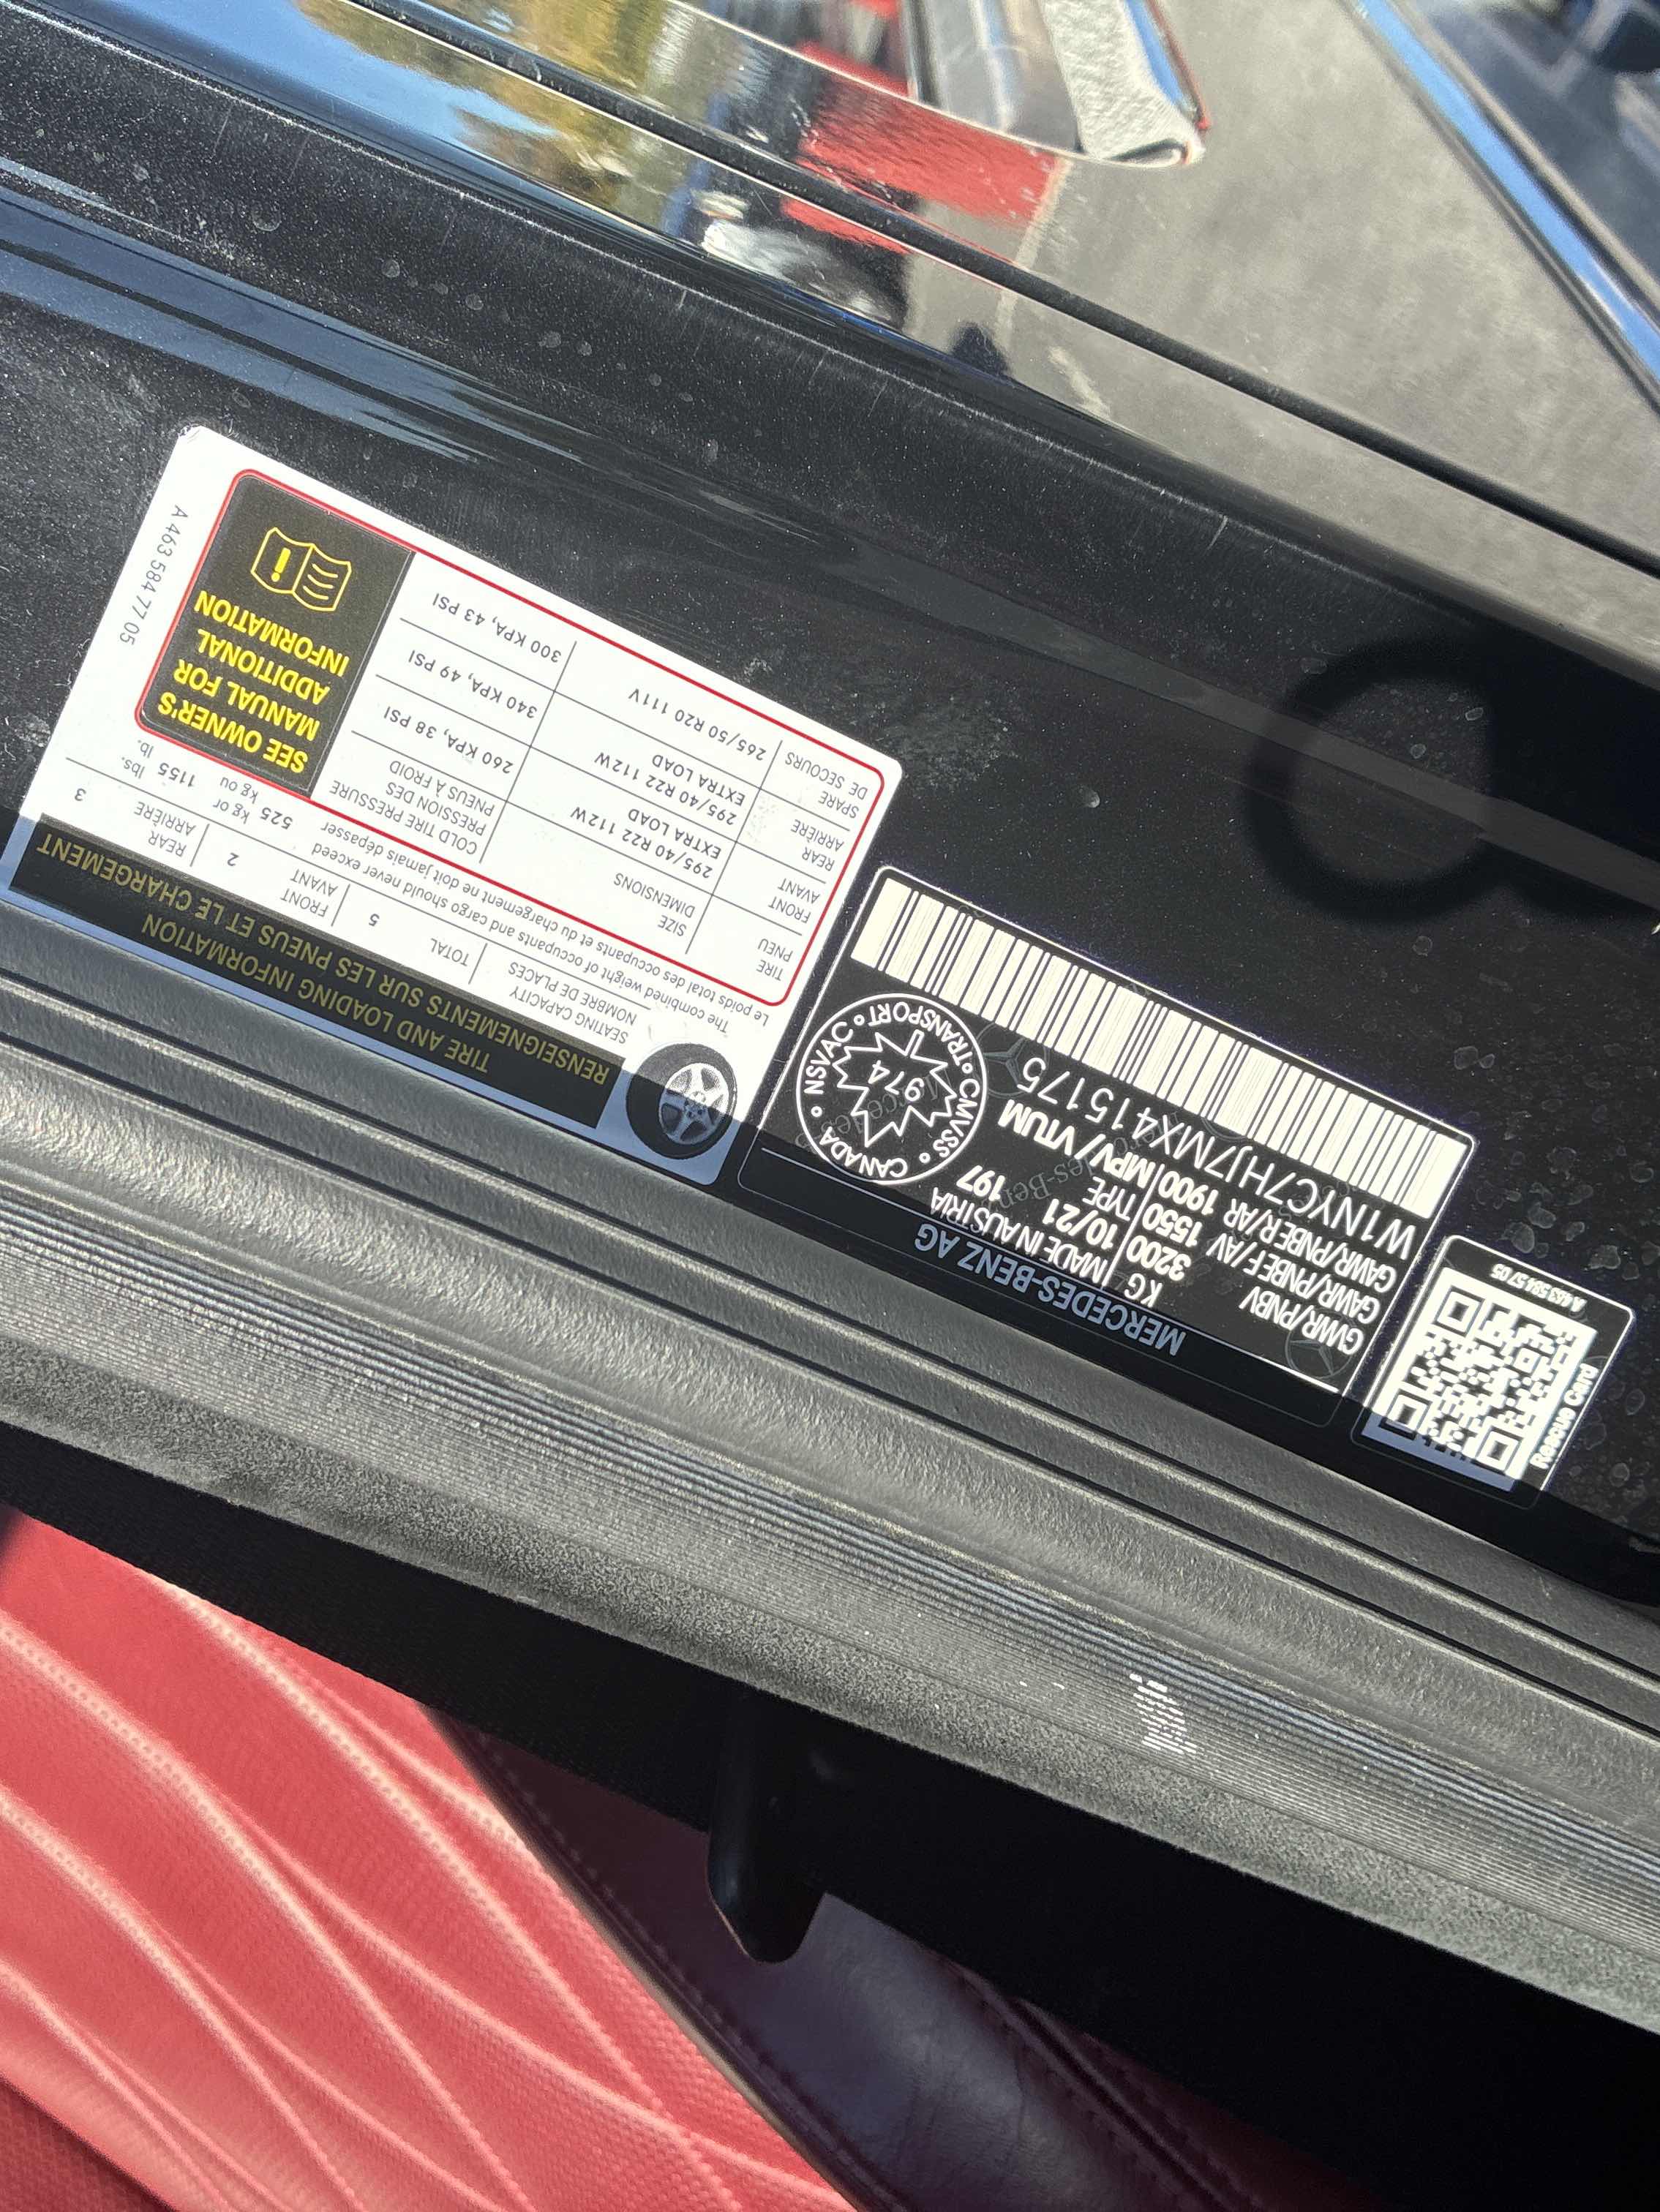 TIRE AND LOADING INFORMATION
RENSEIGNEMENTS SUR LES PNEUS ET LE CHARGEMENT
SEATING CAPACITY
NOMBRE DE PLACES
TOTAL 5
FRONT
AVANT 2
REAR
ARRIÈRE 3
The combined weight of occupants and cargo should never exceed 525 kg or 1155 lbs.
Le poids total des occupants et du chargement ne doit jamais dépasser kg ou lb.
TIRE
PNEU
SIZE
DIMENSIONS
COLD TIRE PRESSURE
PRESSION DES
PNEUS À FROID
FRONT
AVANT
295/40 R22 112W
EXTRA LOAD
260 KPA, 38 PSI
REAR
ARRIÈRE
295/40 R22 112W
EXTRA LOAD
340 KPA, 49 PSI
SPARE
DE SECOURS
265/50 R20 111V
300 KPA, 43 PSI
SEE OWNER'S
MANUAL FOR
ADDITIONAL
INFORMATION
A 463 584 77 05
MERCEDES-BENZ AG
KG MADE IN AUSTRIA 197
GVWR/PNBV 3200 10/21
GAWR/PNBE F/AV 1550 TYPE
GAWR/PNBE R/AR 1900 MPV/VTUM
W1NYC7HJ7MX415175
CANADA • NSVAC • TRANSPORT • CMVSS •
974
Rescue Card